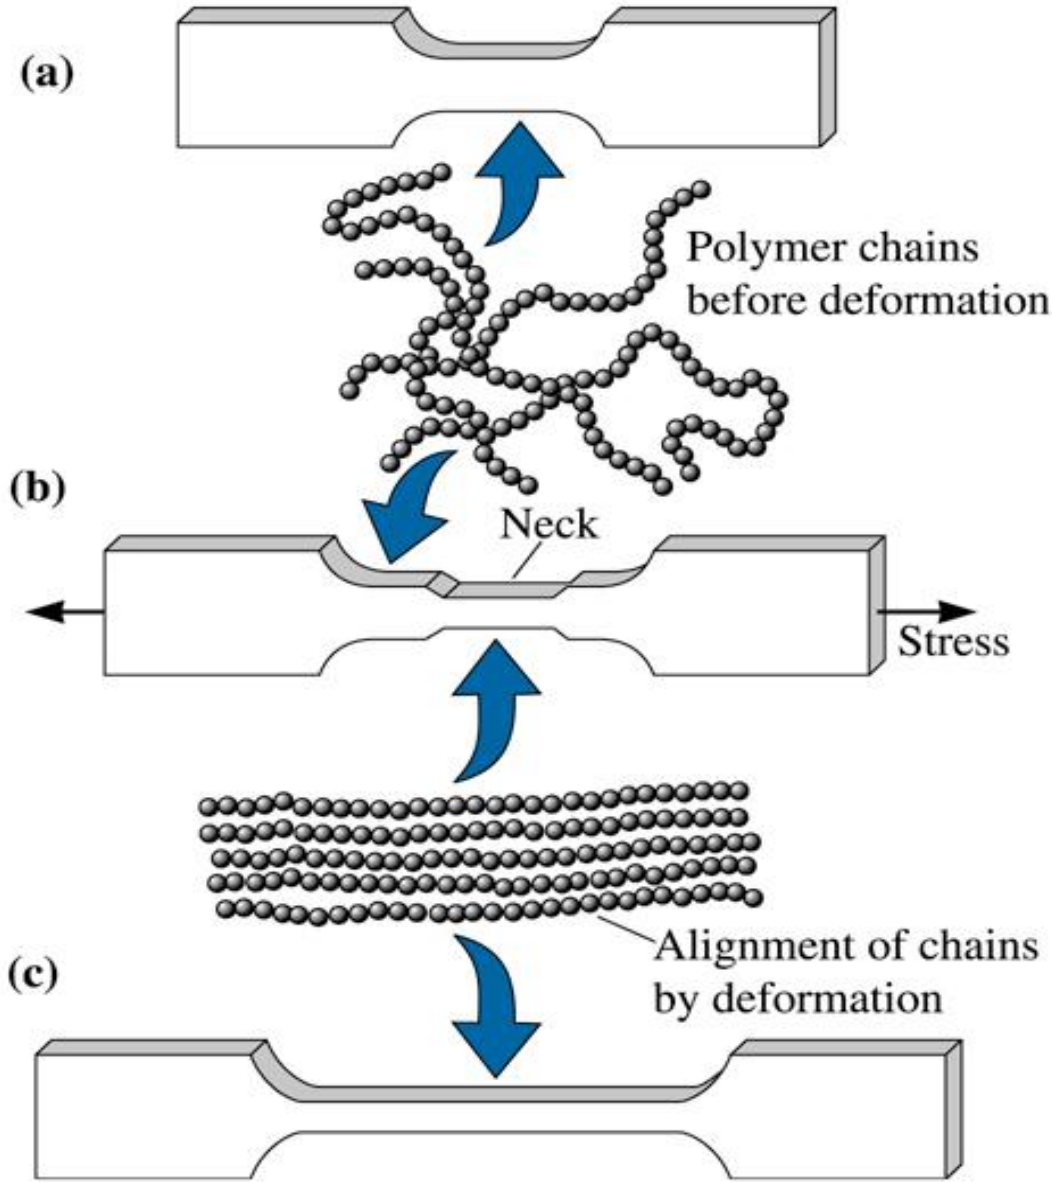 (a)
Polymer chains
before deformation
(b)
Neck
Stress
Alignment of chains
by deformation
(c)